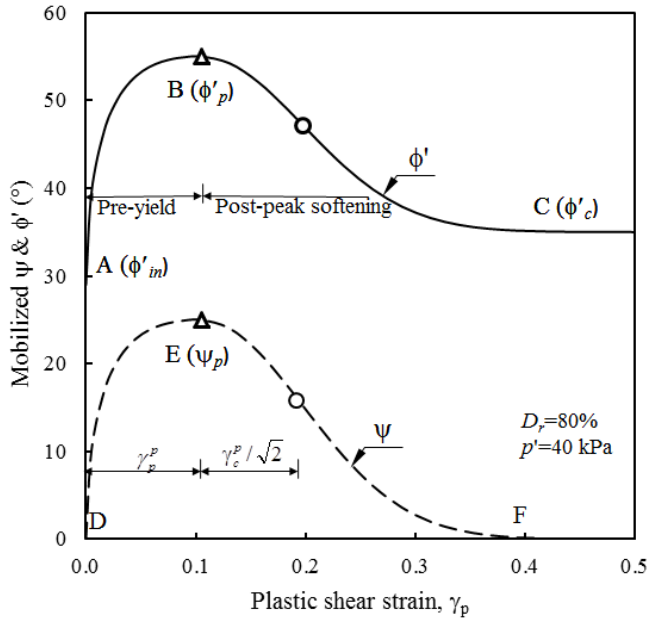 60
50
40
30
20
10
0
Mobilized ψ & ϕ' (°)
B (ϕ'p)
ϕ'
Pre-yield
Post-peak softening
C (ϕ'c)
A (ϕ'in)
E (ψp)
ψ
Dr=80%
p'=40 kPa
γpp
γcp/√2
D
F
0.0
0.1
0.2
0.3
0.4
0.5
Plastic shear strain, γp